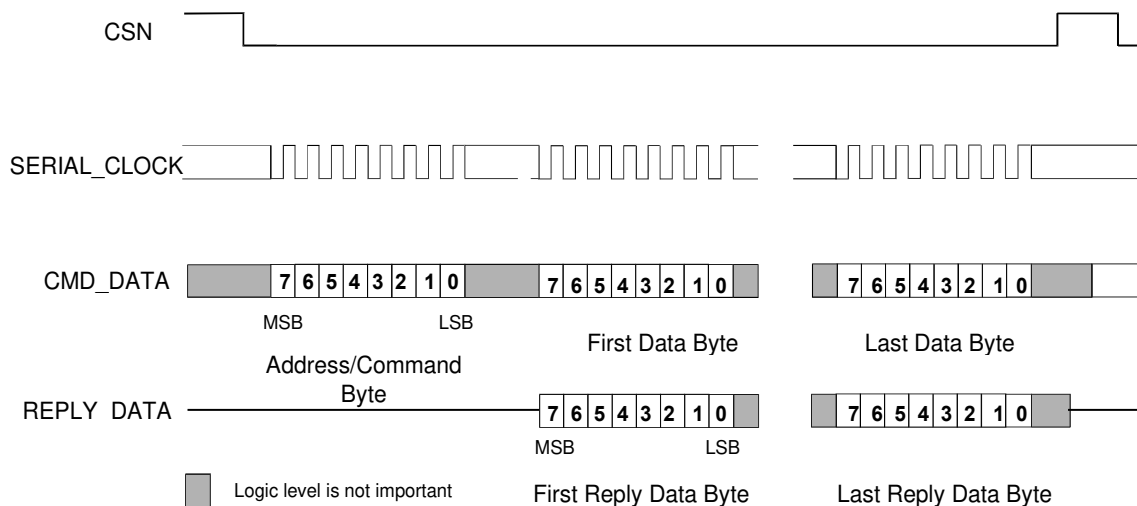 CSN
SERIAL_CLOCK
CMD_DATA
7 6 5 4 3 2 1 0
7 6 5 4 3 2 1 0
7 6 5 4 3 2 1 0
MSB
LSB
First Data Byte
Last Data Byte
Address/Command
Byte
REPLY DATA
7 6 5 4 3 2 1 0
7 6 5 4 3 2 1 0
MSB
LSB
Logic level is not important
First Reply Data Byte
Last Reply Data Byte